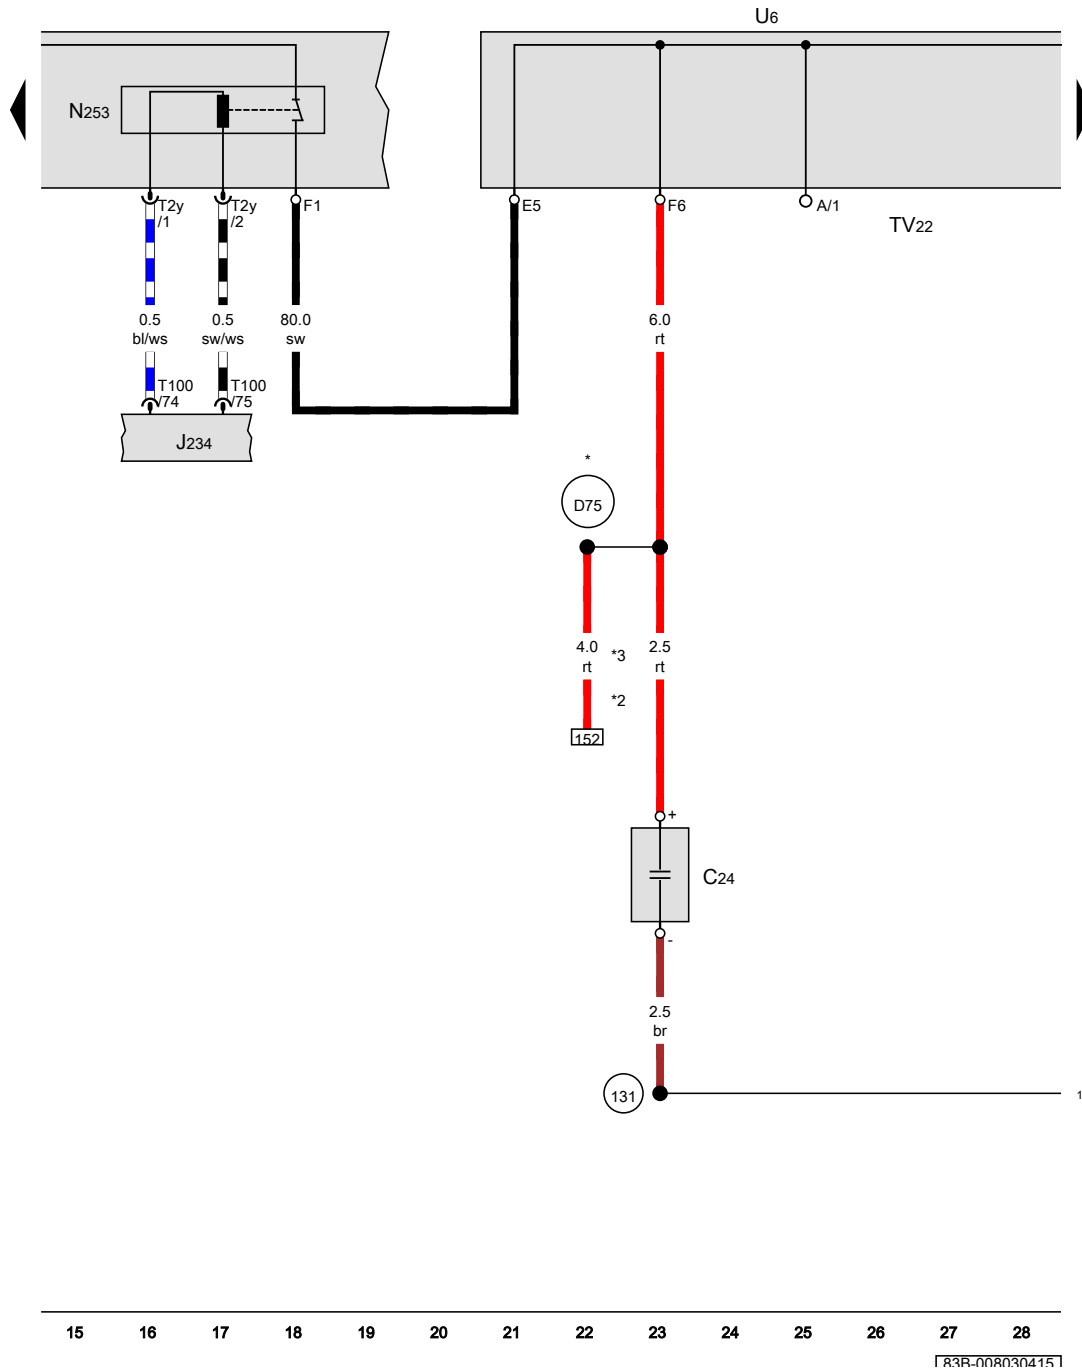 U6
N253
T2y
/1
T2y
/2
F1
E5
F6
A/1
TV22
0.5
bl/ws
0.5
sw/ws
80.0
sw
6.0
rt
T100
/74
T100
/75
J234
*
D75
4.0
rt
*3
*2
2.5
rt
152
+
C24
-
2.5
br
131
1
15 16 17 18 19 20 21 22 23 24 25 26 27 28
83B-008030415